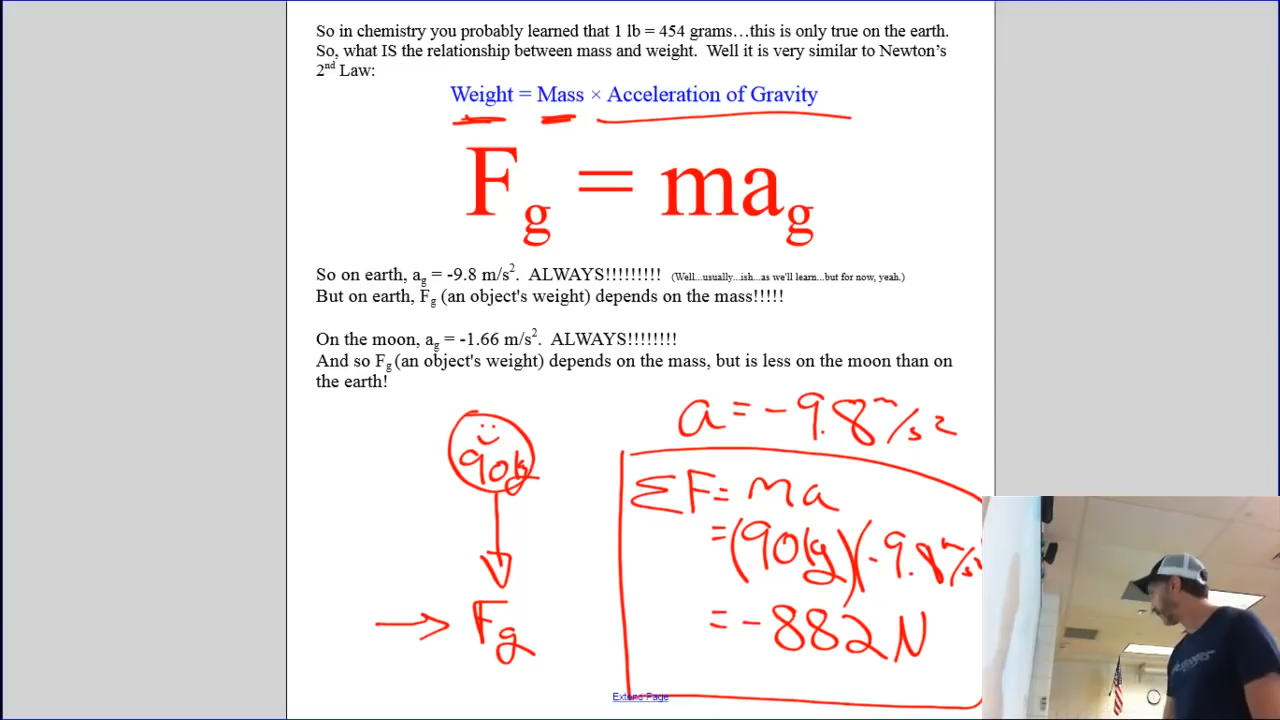 So in chemistry you probably learned that 1 lb = 454 grams…this is only true on the earth.
So, what IS the relationship between mass and weight. Well it is very similar to Newton's
2nd Law:
Weight = Mass × Acceleration of Gravity
Fg = mag
So on earth, ag = -9.8 m/s². ALWAYS!!!!!!!!! (Well...usually...ish...as we'll learn...but for now, yeah.)
But on earth, Fg (an object's weight) depends on the mass!!!!!
On the moon, ag = -1.66 m/s². ALWAYS!!!!!!!!
And so Fg (an object's weight) depends on the mass, but is less on the moon than on
the earth!
a = -9.8 m/s²
90kg
ΣF = ma
= (90kg)(-9.8 m/s²
= -882 N
Fg
Extend Page